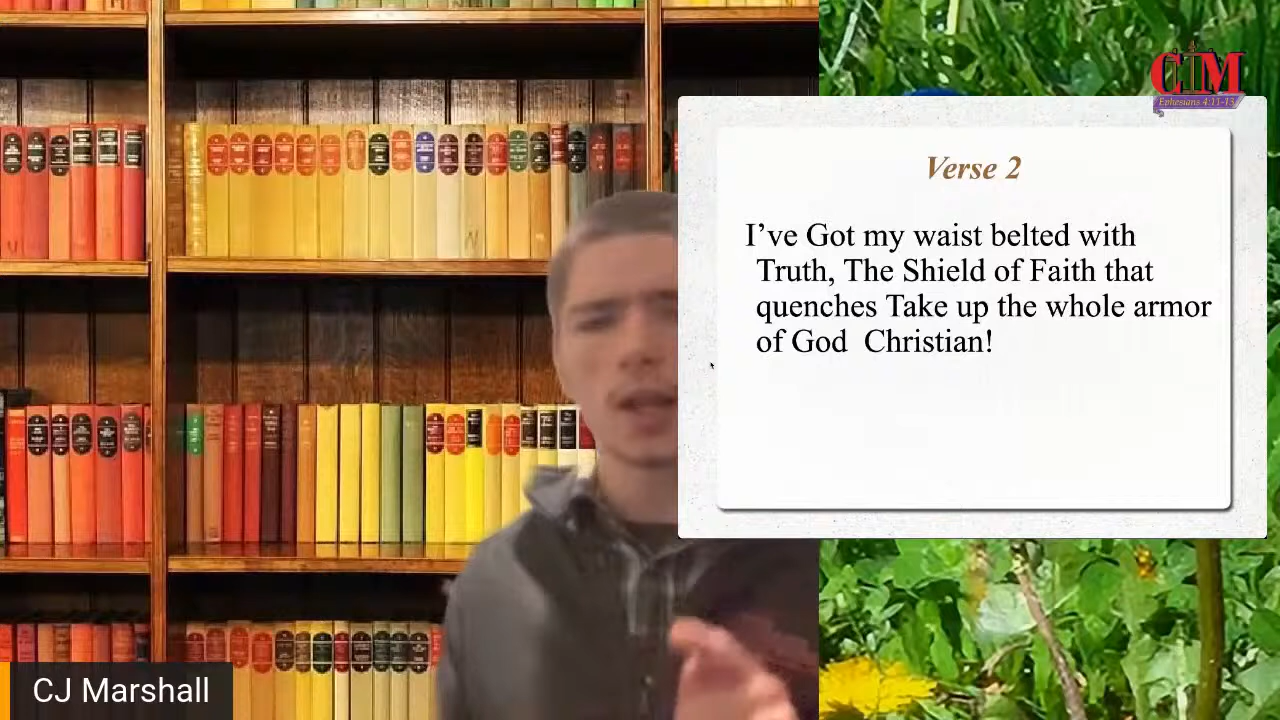 CIM
Ephesians 4:11-13
Verse 2
I’ve Got my waist belted with
Truth, The Shield of Faith that
quenches Take up the whole armor
of God  Christian!
CJ Marshall